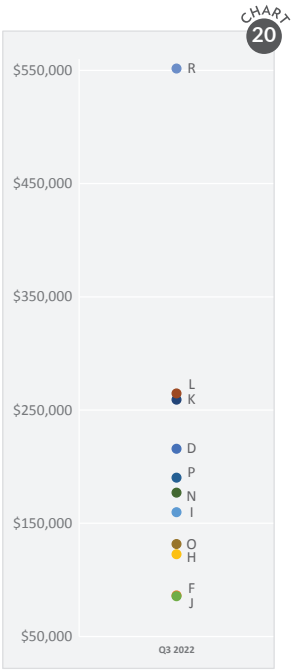 CHART
20
$550,000
R
$450,000
$350,000
L
K
$250,000
D
P
N
I
$150,000
O
H
F
J
$50,000
Q3 2022